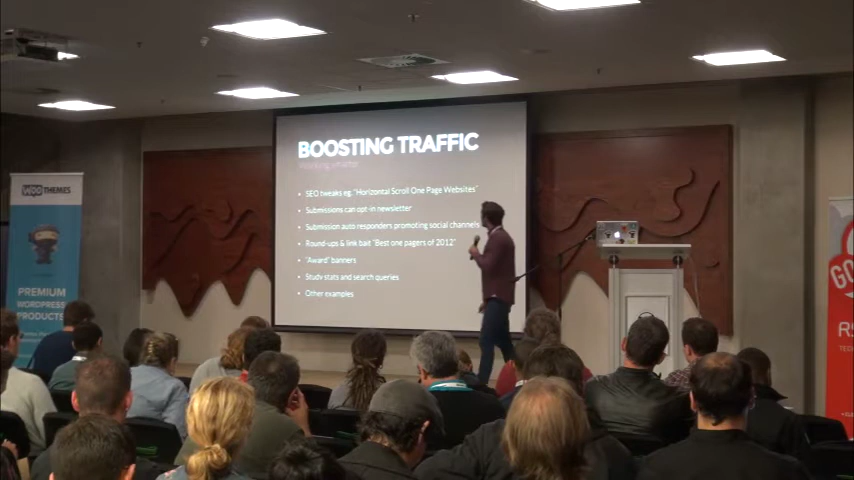 BOOSTING TRAFFIC
SEO tweaks eg. "Horizontal Scroll One Page Websites"
Submissions can opt-in newsletter
Submission auto responders promoting social channels
Round-ups & link bait "Best one pagers of 2012"
"Award" banners
Study stats and search queries
Other examples
WOOTHEMES
PREMIUM
WORDPRESS
PRODUCTS
GO